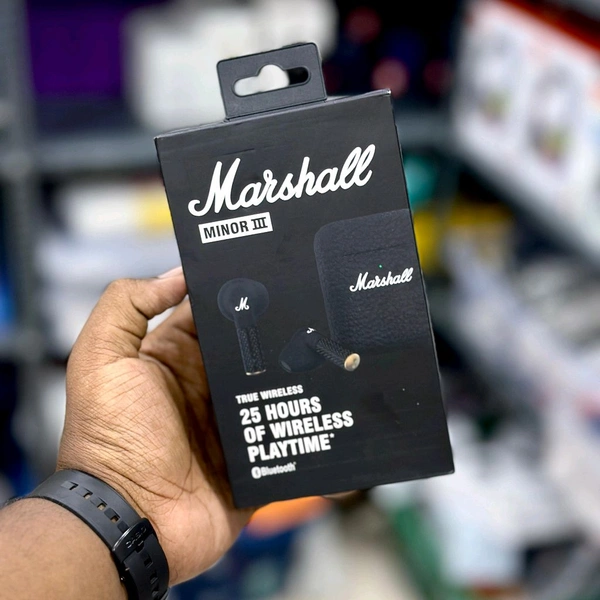 Marshall
MINOR III
Marshall
M
TRUE WIRELESS
25 HOURS
OF WIRELESS
PLAYTIME*
Bluetooth®